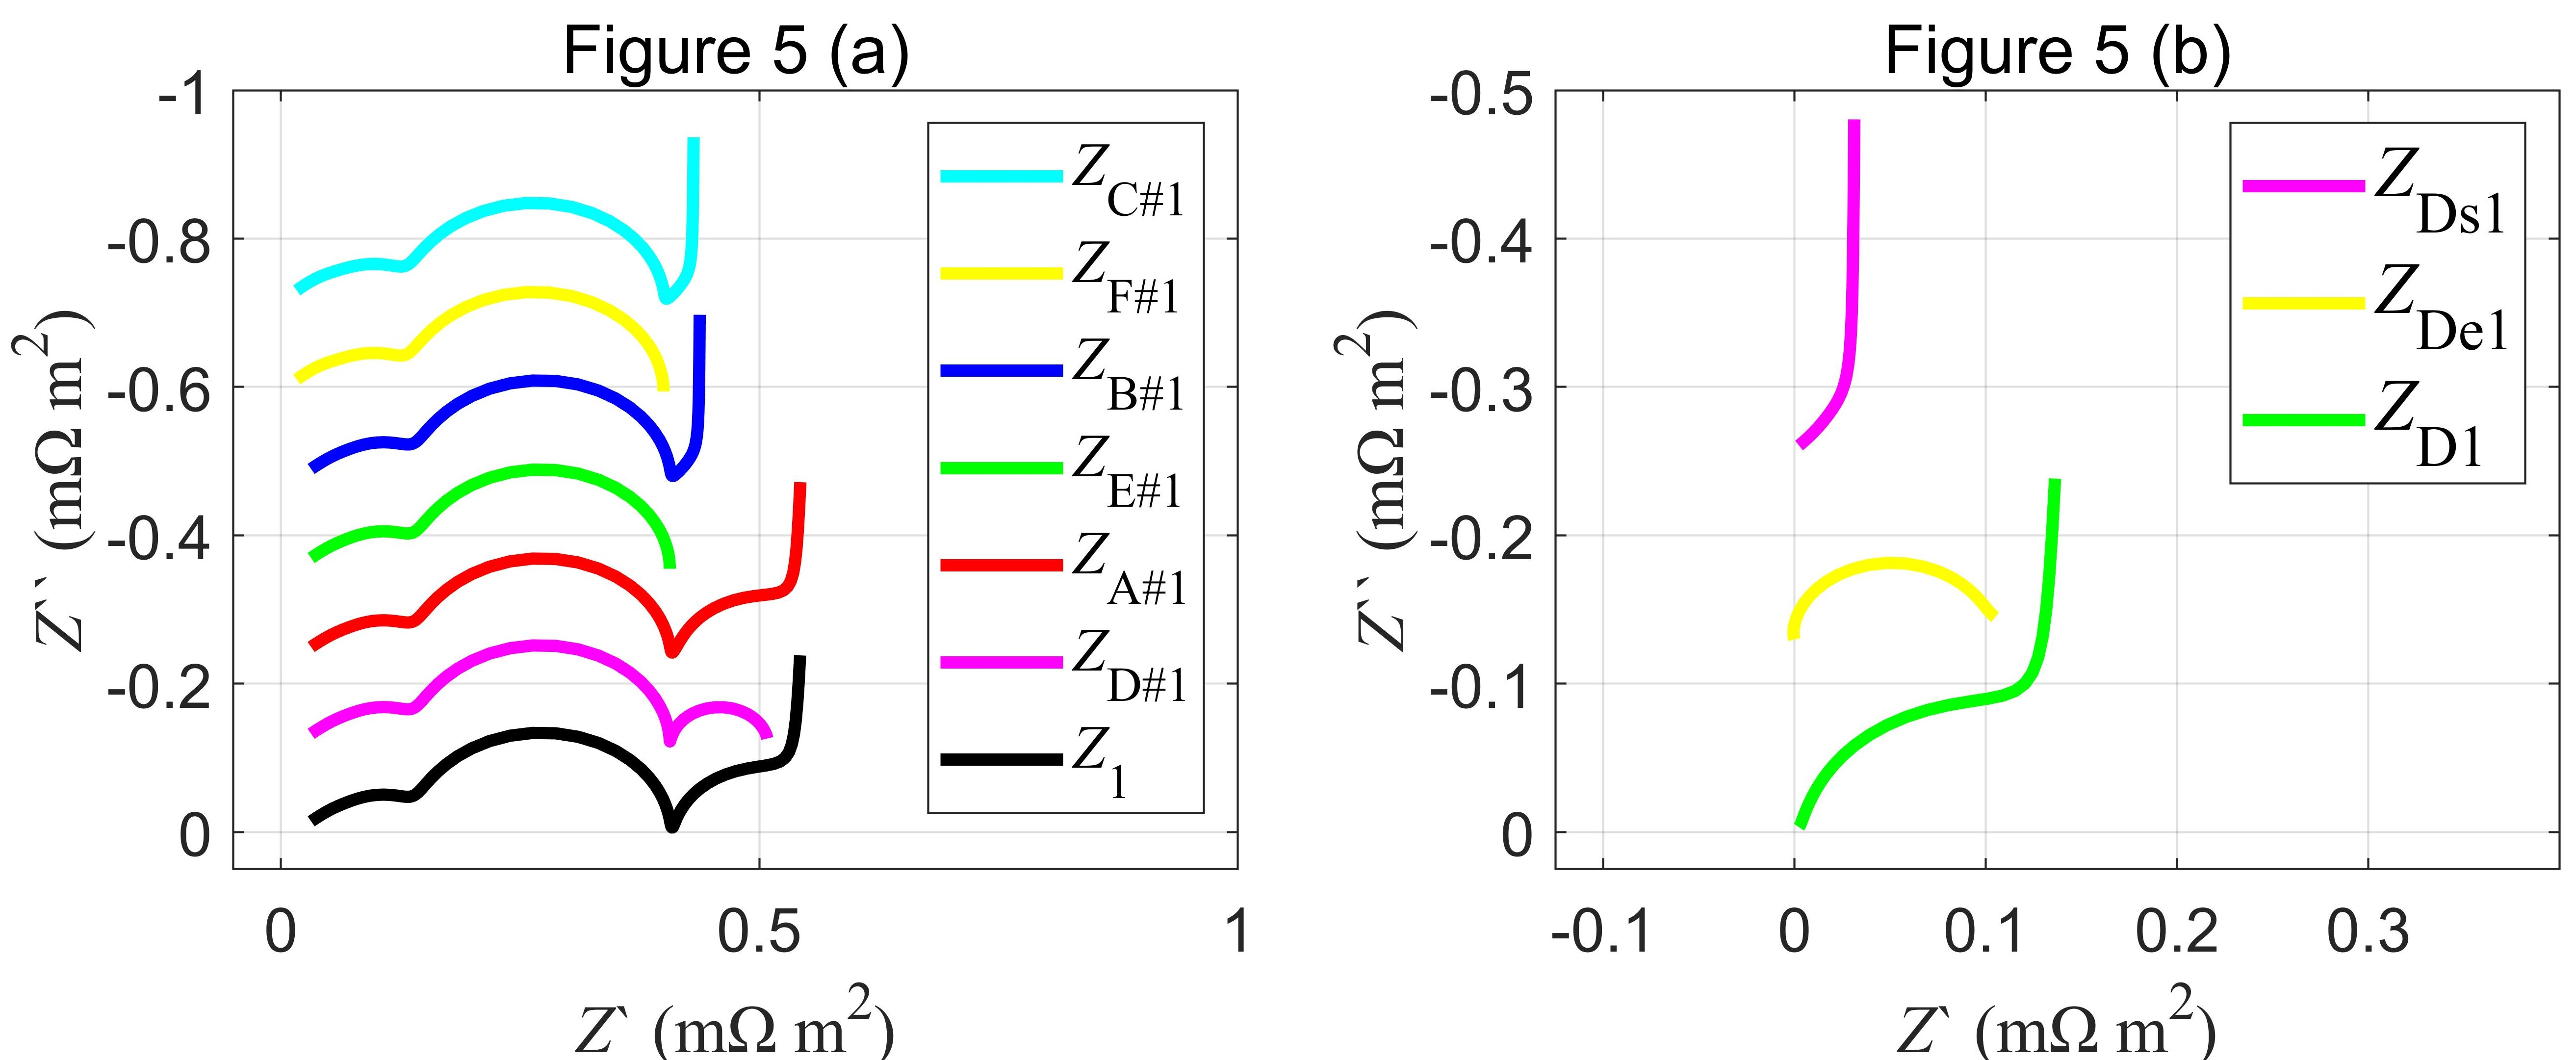 Figure 5 (a)
-1
-0.8
-0.6
-0.4
-0.2
0
0
0.5
1
Z`` (mΩ m2)
Z` (mΩ m2)
ZC#1
ZF#1
ZB#1
ZE#1
ZA#1
ZD#1
Z1
Figure 5 (b)
-0.5
-0.4
-0.3
-0.2
-0.1
0
-0.1
0
0.1
0.2
0.3
Z`` (mΩ m2)
Z` (mΩ m2)
ZDs1
ZDe1
ZD1